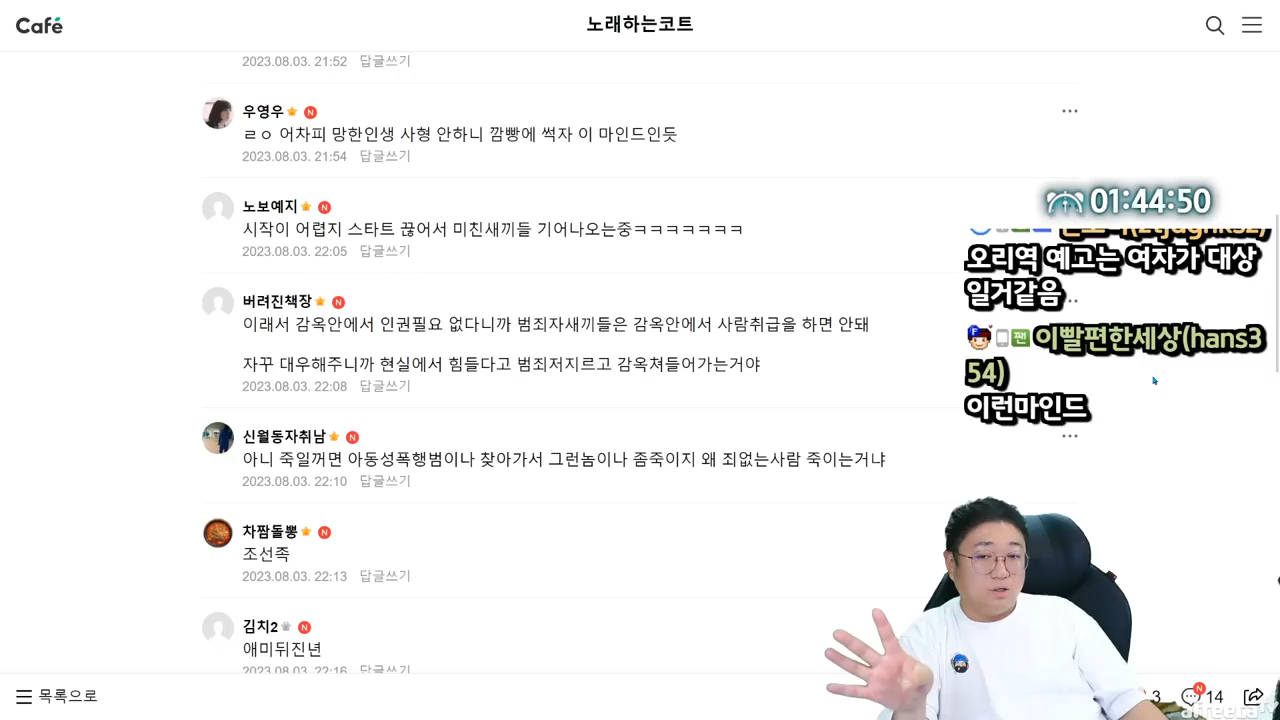 Café
노래하는코트
2023.08.03. 21:52 답글쓰기
우영우 N
ㄹㅇ 어차피 망한인생 사형 안하니 깜빵에 썩자 이 마인드인듯
2023.08.03. 21:54 답글쓰기
노보예지 N
시작이 어렵지 스타트 끊어서 미친새끼들 기어나오는중ㅋㅋㅋㅋㅋㅋㅋ
2023.08.03. 22:05 답글쓰기
버려진책장 N
이래서 감옥안에서 인권필요 없다니까 범죄자새끼들은 감옥안에서 사람취급을 하면 안돼
자꾸 대우해주니까 현실에서 힘들다고 범죄저지르고 감옥쳐들어가는거야
2023.08.03. 22:08 답글쓰기
신월동자취남 N
아니 죽일꺼면 아동성폭행범이나 찾아가서 그런놈이나 좀죽이지 왜 죄없는사람 죽이는거냐
2023.08.03. 22:10 답글쓰기
차짬돌뽕 N
조선족
2023.08.03. 22:13 답글쓰기
김치2 N
애미뒤진년
2023.08.03. 22:16 답글쓰기
01:44:50
오리역 예고는 여자가 대상
일거같음
F 팬 이빨편한세상(hans3
54)
이런마인드
목록으로
3 N 14
afreecaTV